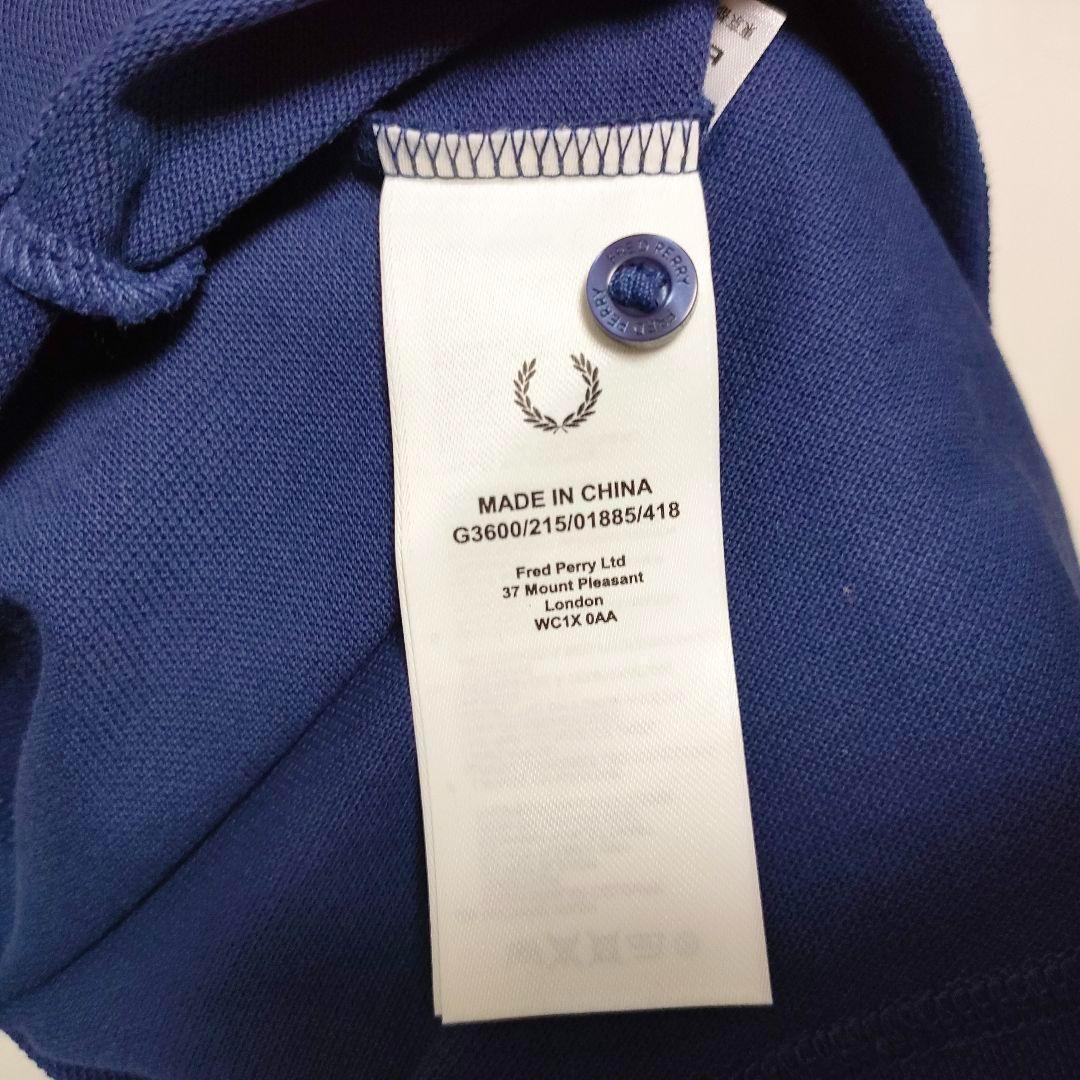 FRED PERRY
FRED PERRY
MADE IN CHINA
G3600/215/01885/418
Fred Perry Ltd
37 Mount Pleasant
London
WC1X 0AA